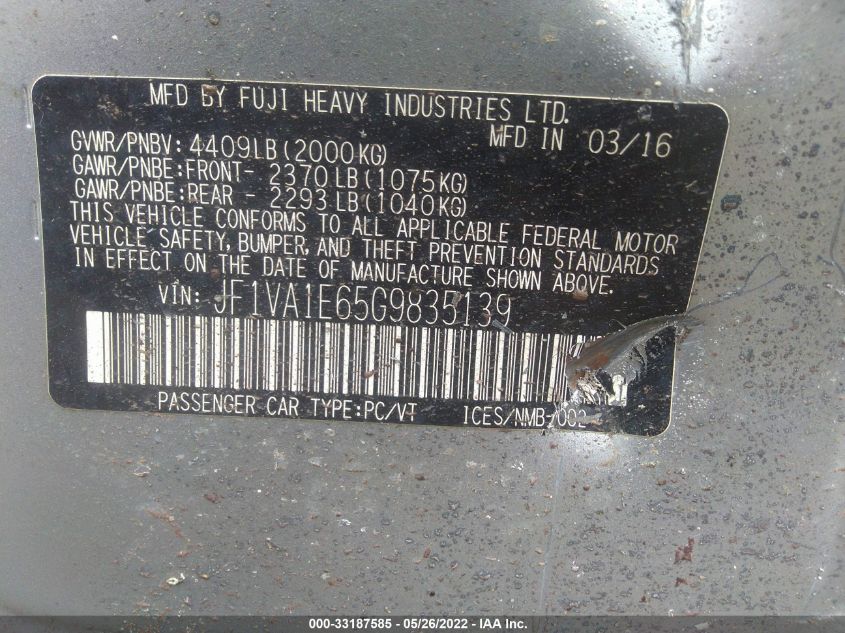 MFD BY FUJI HEAVY INDUSTRIES LTD.
MFD IN 03/16
GVWR/PNBV: 4409LB(2000KG)
GAWR/PNBE:FRONT- 2370LB(1075KG)
GAWR/PNBE:REAR - 2293LB(1040KG)
THIS VEHICLE CONFORMS TO ALL APPLICABLE FEDERAL MOTOR
VEHICLE SAFETY, BUMPER, AND THEFT PREVENTION STANDARDS
IN EFFECT ON THE DATE OF MANUFACTURE SHOWN ABOVE.
VIN: JF1VA1E65G9835139
PASSENGER CAR TYPE:PC/VT ICES/NMB-002
000-33187585 - 05/26/2022 - IAA Inc.